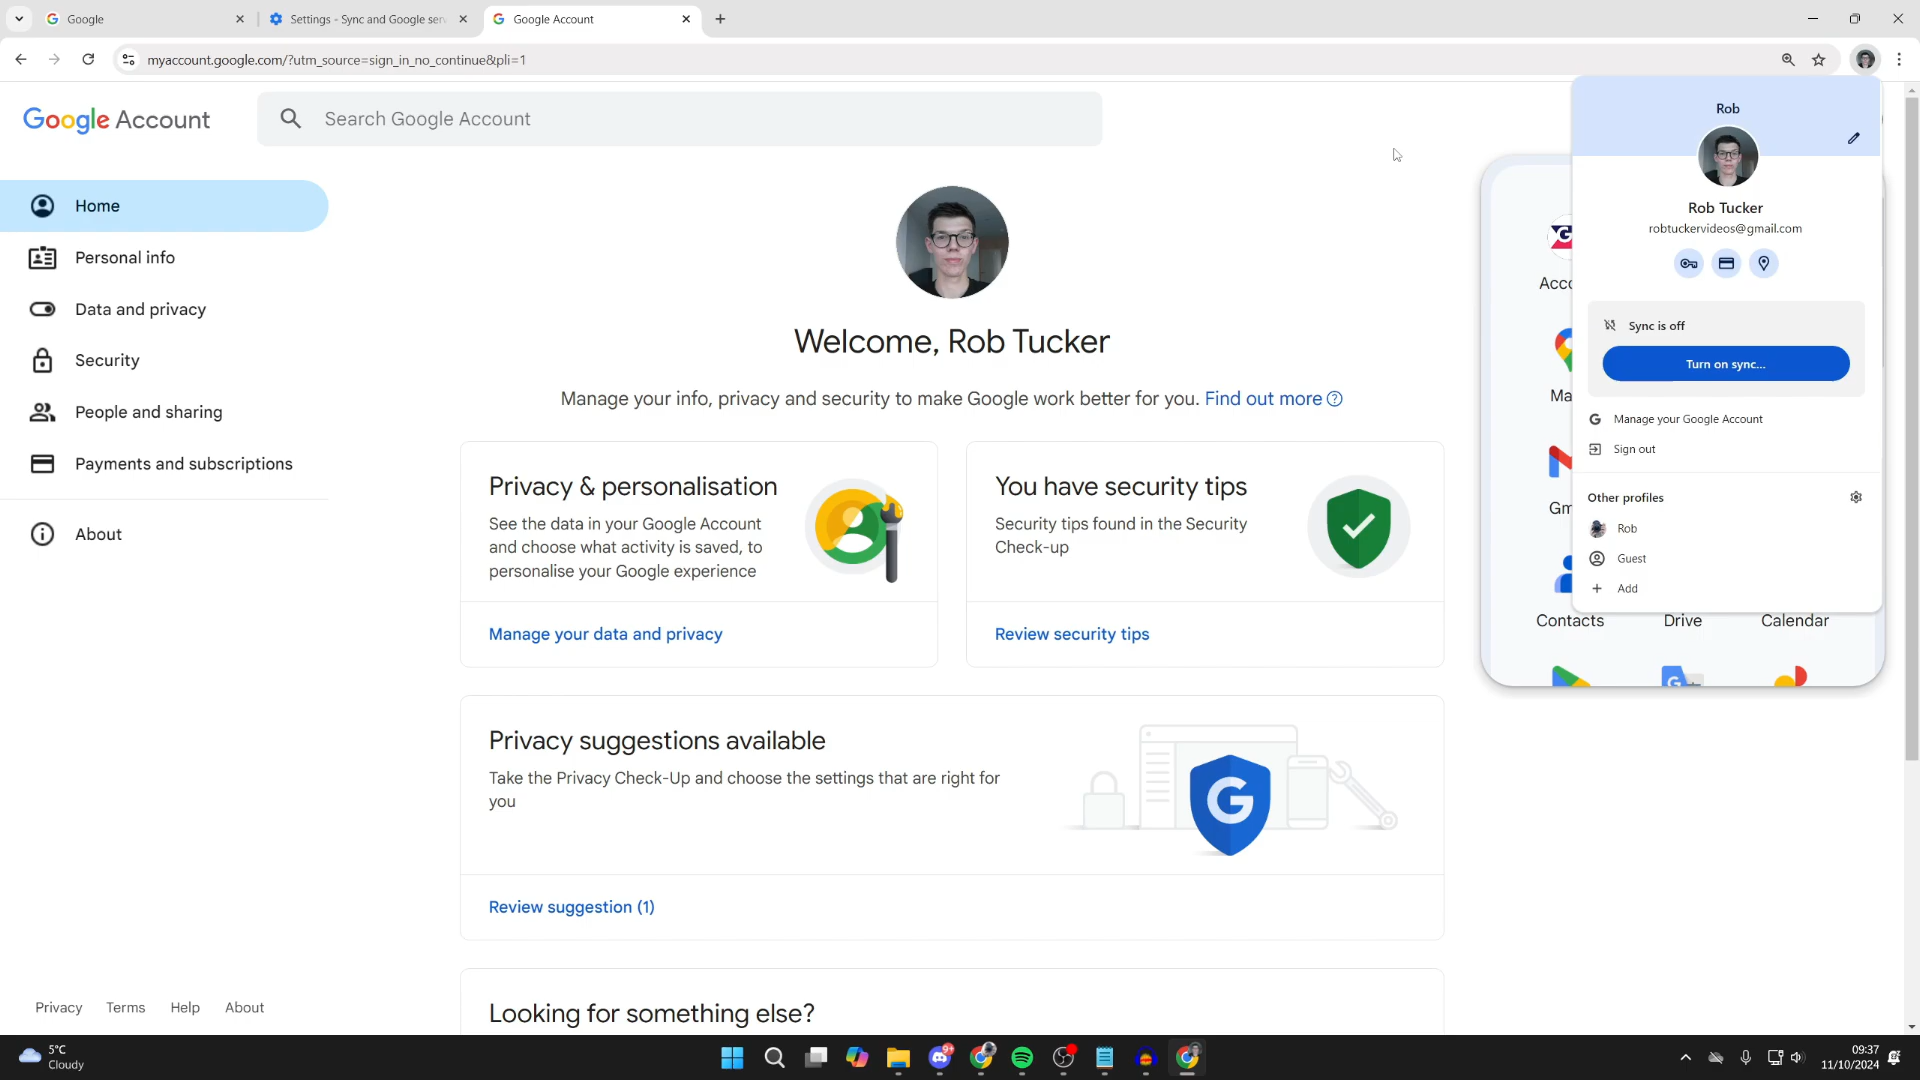 Google
Settings - Sync and Google ser
Google Account
myaccount.google.com/?utm_source=sign_in_no_continue&pli=1
Google Account
Search Google Account
Home
Personal info
Data and privacy
Security
People and sharing
Payments and subscriptions
About
Welcome, Rob Tucker
Manage your info, privacy and security to make Google work better for you. Find out more
Privacy & personalisation
See the data in your Google Account
and choose what activity is saved, to
personalise your Google experience
Manage your data and privacy
You have security tips
Security tips found in the Security
Check-up
Review security tips
Privacy suggestions available
Take the Privacy Check-Up and choose the settings that are right for
you
Review suggestion (1)
Looking for something else?
Rob
Rob Tucker
robtuckervideos@gmail.com
Sync is off
Turn on sync...
Manage your Google Account
Sign out
Other profiles
Rob
Guest
Add
Acco
Ma
Gm
Contacts
Drive
Calendar
Privacy
Terms
Help
About
5°C
Cloudy
9+
09:37
11/10/2024